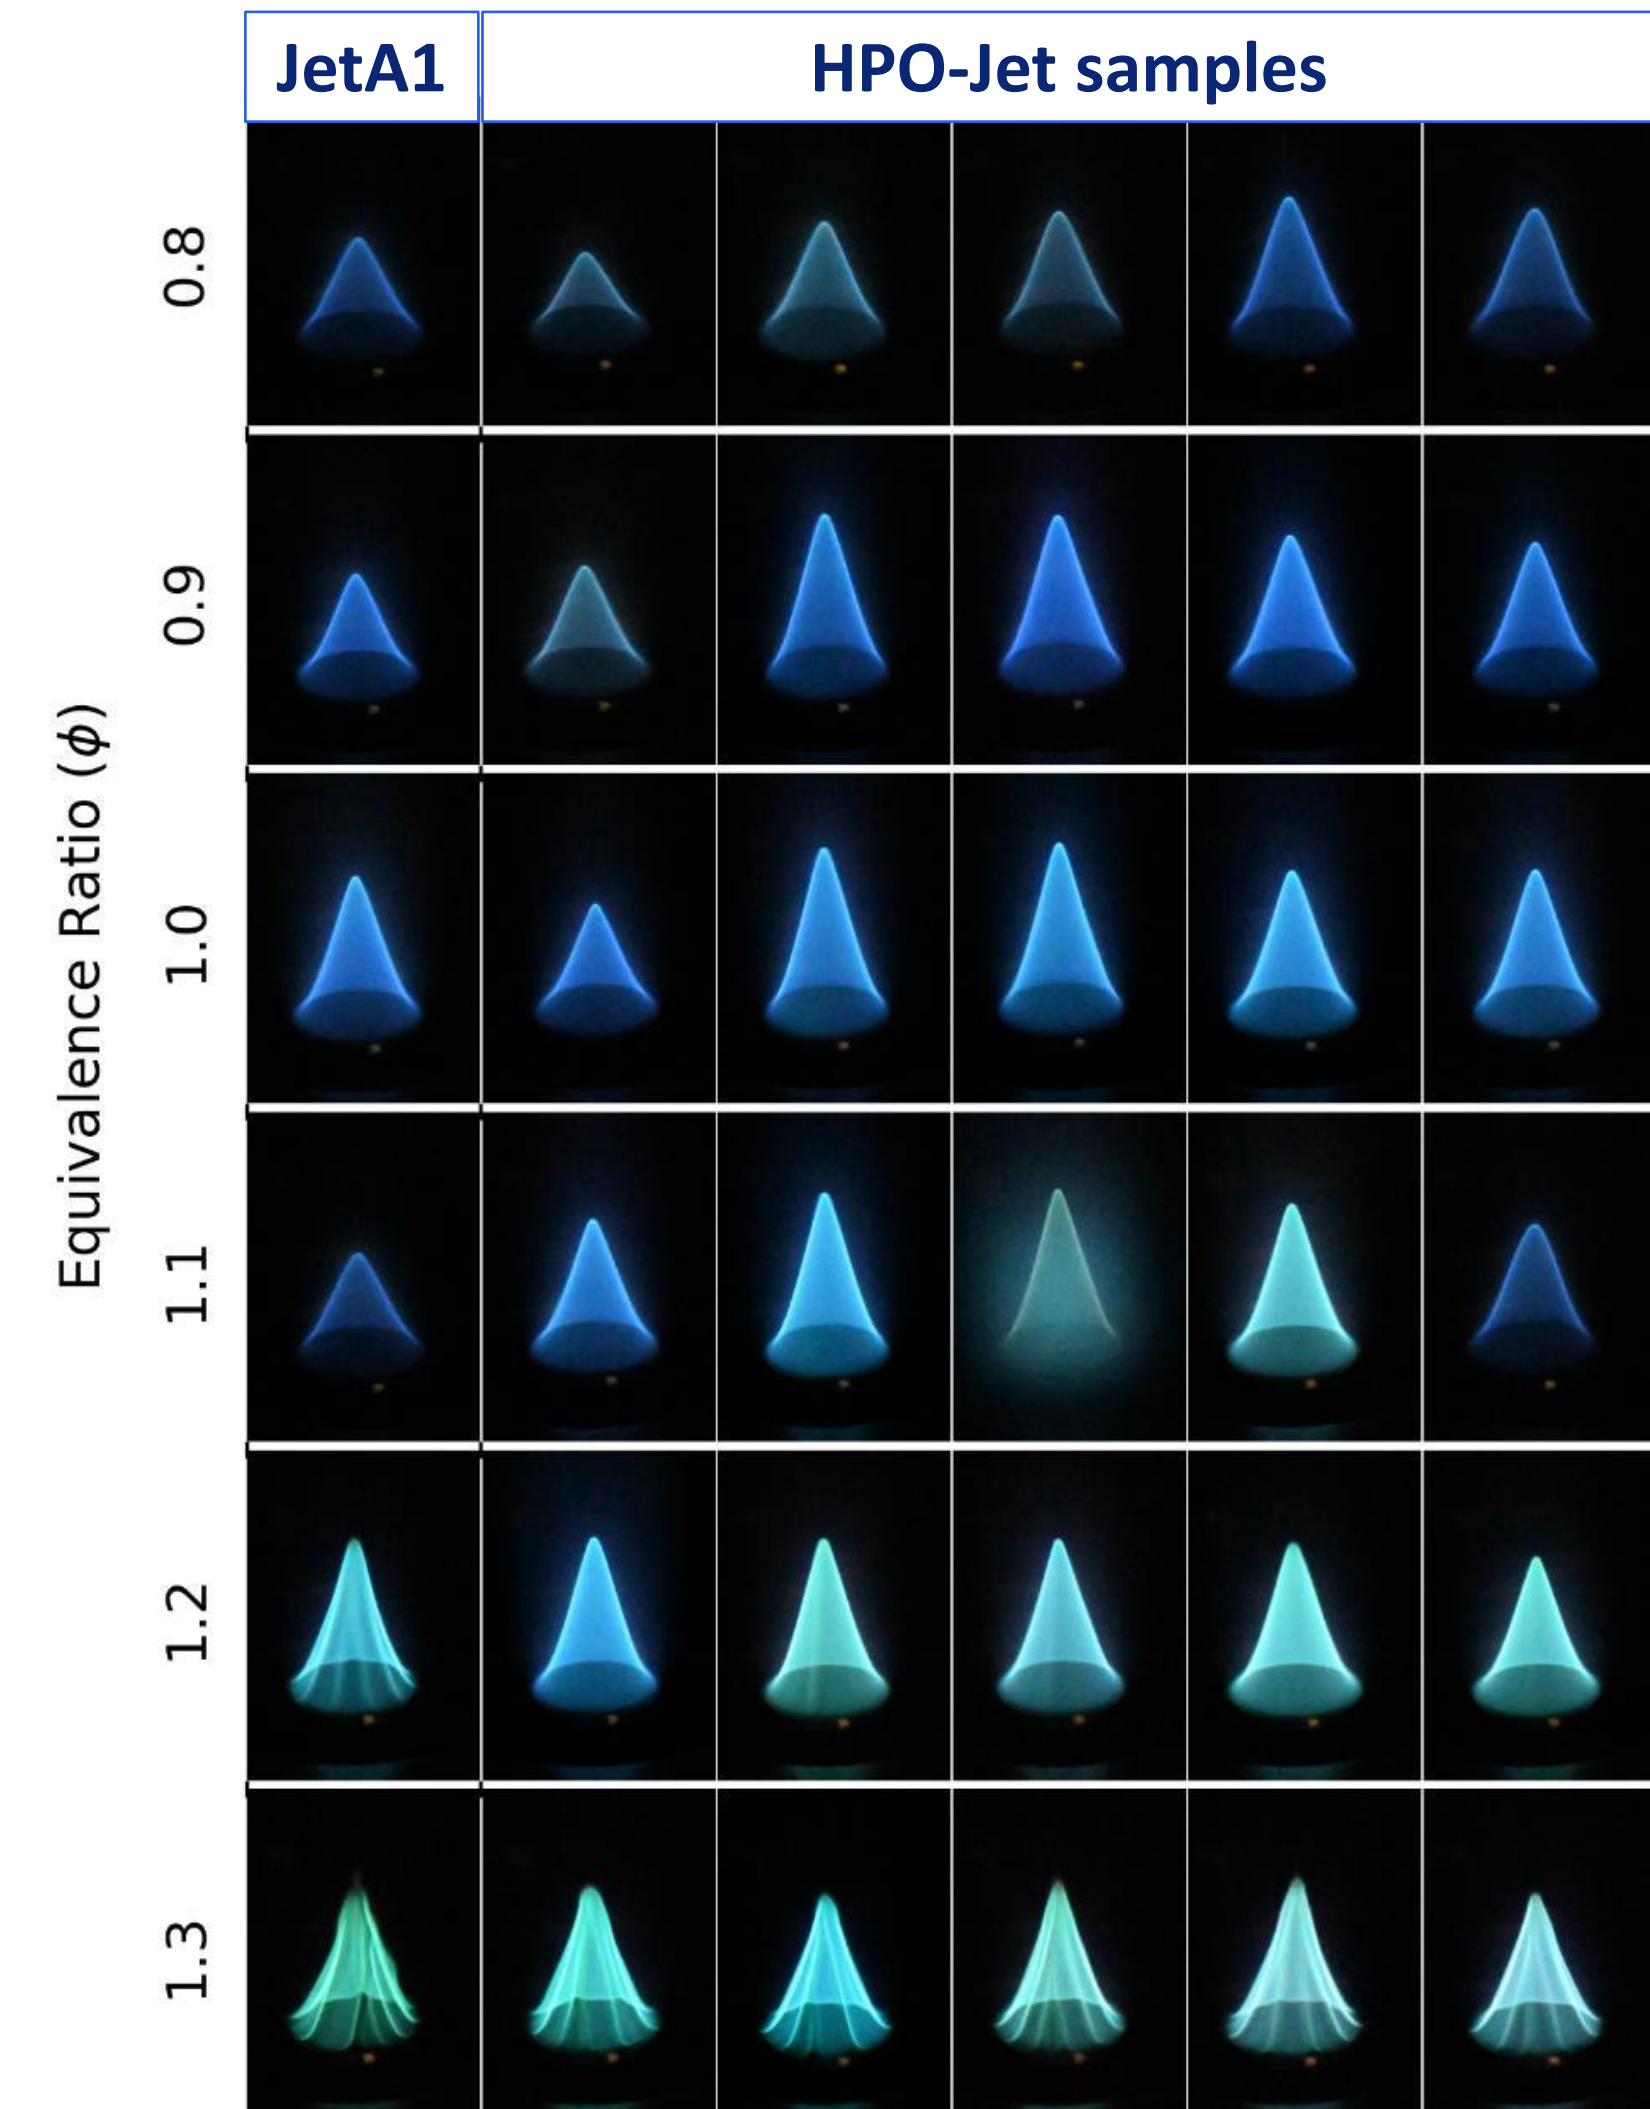 JetA1
HPO-Jet samples
Equivalence Ratio (ϕ)
0.8
0.9
1.0
1.1
1.2
1.3